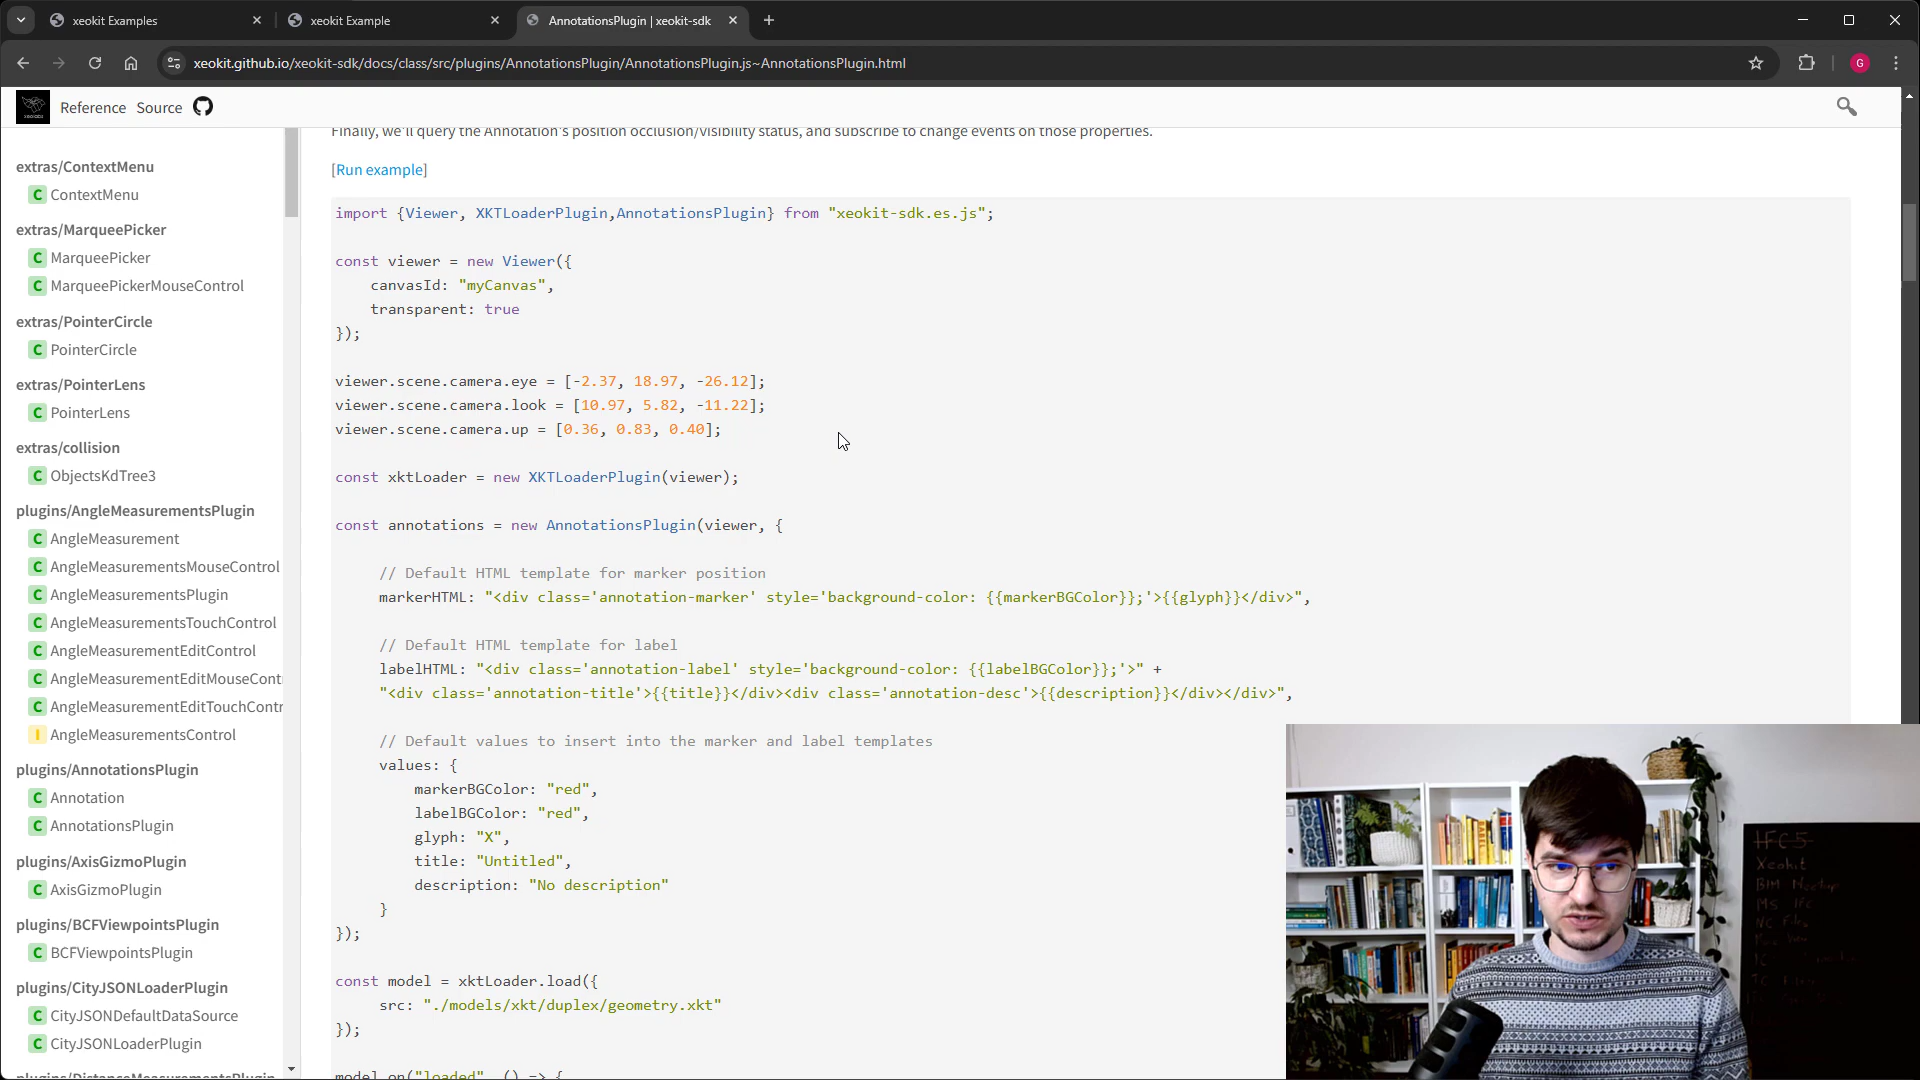 xeokit Examples
xeokit Example
AnnotationsPlugin | xeokit-sdk
xeokit.github.io/xeokit-sdk/docs/class/src/plugins/AnnotationsPlugin/AnnotationsPlugin.js~AnnotationsPlugin.html
G
Reference Source
extras/ContextMenu
C ContextMenu
extras/MarqueePicker
C MarqueePicker
C MarqueePickerMouseControl
extras/PointerCircle
C PointerCircle
extras/PointerLens
C PointerLens
extras/collision
C ObjectsKdTree3
plugins/AngleMeasurementsPlugin
C AngleMeasurement
C AngleMeasurementsMouseControl
C AngleMeasurementsPlugin
C AngleMeasurementsTouchControl
C AngleMeasurementEditControl
C AngleMeasurementEditMouseCont
C AngleMeasurementEditTouchContr
I AngleMeasurementsControl
plugins/AnnotationsPlugin
C Annotation
C AnnotationsPlugin
plugins/AxisGizmoPlugin
C AxisGizmoPlugin
plugins/BCFViewpointsPlugin
C BCFViewpointsPlugin
plugins/CityJSONLoaderPlugin
C CityJSONDefaultDataSource
C CityJSONLoaderPlugin
plugins/DistanceMeasurementsPlugin
Finally, we'll query the Annotation's position occlusion/visibility status, and subscribe to change events on those properties.
[Run example]
import {Viewer, XKTLoaderPlugin,AnnotationsPlugin} from "xeokit-sdk.es.js";
const viewer = new Viewer({
canvasId: "myCanvas",
transparent: true
});
viewer.scene.camera.eye = [-2.37, 18.97, -26.12];
viewer.scene.camera.look = [10.97, 5.82, -11.22];
viewer.scene.camera.up = [0.36, 0.83, 0.40];
const xktLoader = new XKTLoaderPlugin(viewer);
const annotations = new AnnotationsPlugin(viewer, {
// Default HTML template for marker position
markerHTML: "<div class='annotation-marker' style='background-color: {{markerBGColor}};'>{{glyph}}</div>",
// Default HTML template for label
labelHTML: "<div class='annotation-label' style='background-color: {{labelBGColor}};'>" +
"<div class='annotation-title'>{{title}}</div><div class='annotation-desc'>{{description}}</div></div>",
// Default values to insert into the marker and label templates
values: {
markerBGColor: "red",
labelBGColor: "red",
glyph: "X",
title: "Untitled",
description: "No description"
}
});
const model = xktLoader.load({
src: "./models/xkt/duplex/geometry.xkt"
});
model.on("loaded", () => {
IFC5
Xeokit
BIM
MS IFC
NC Files